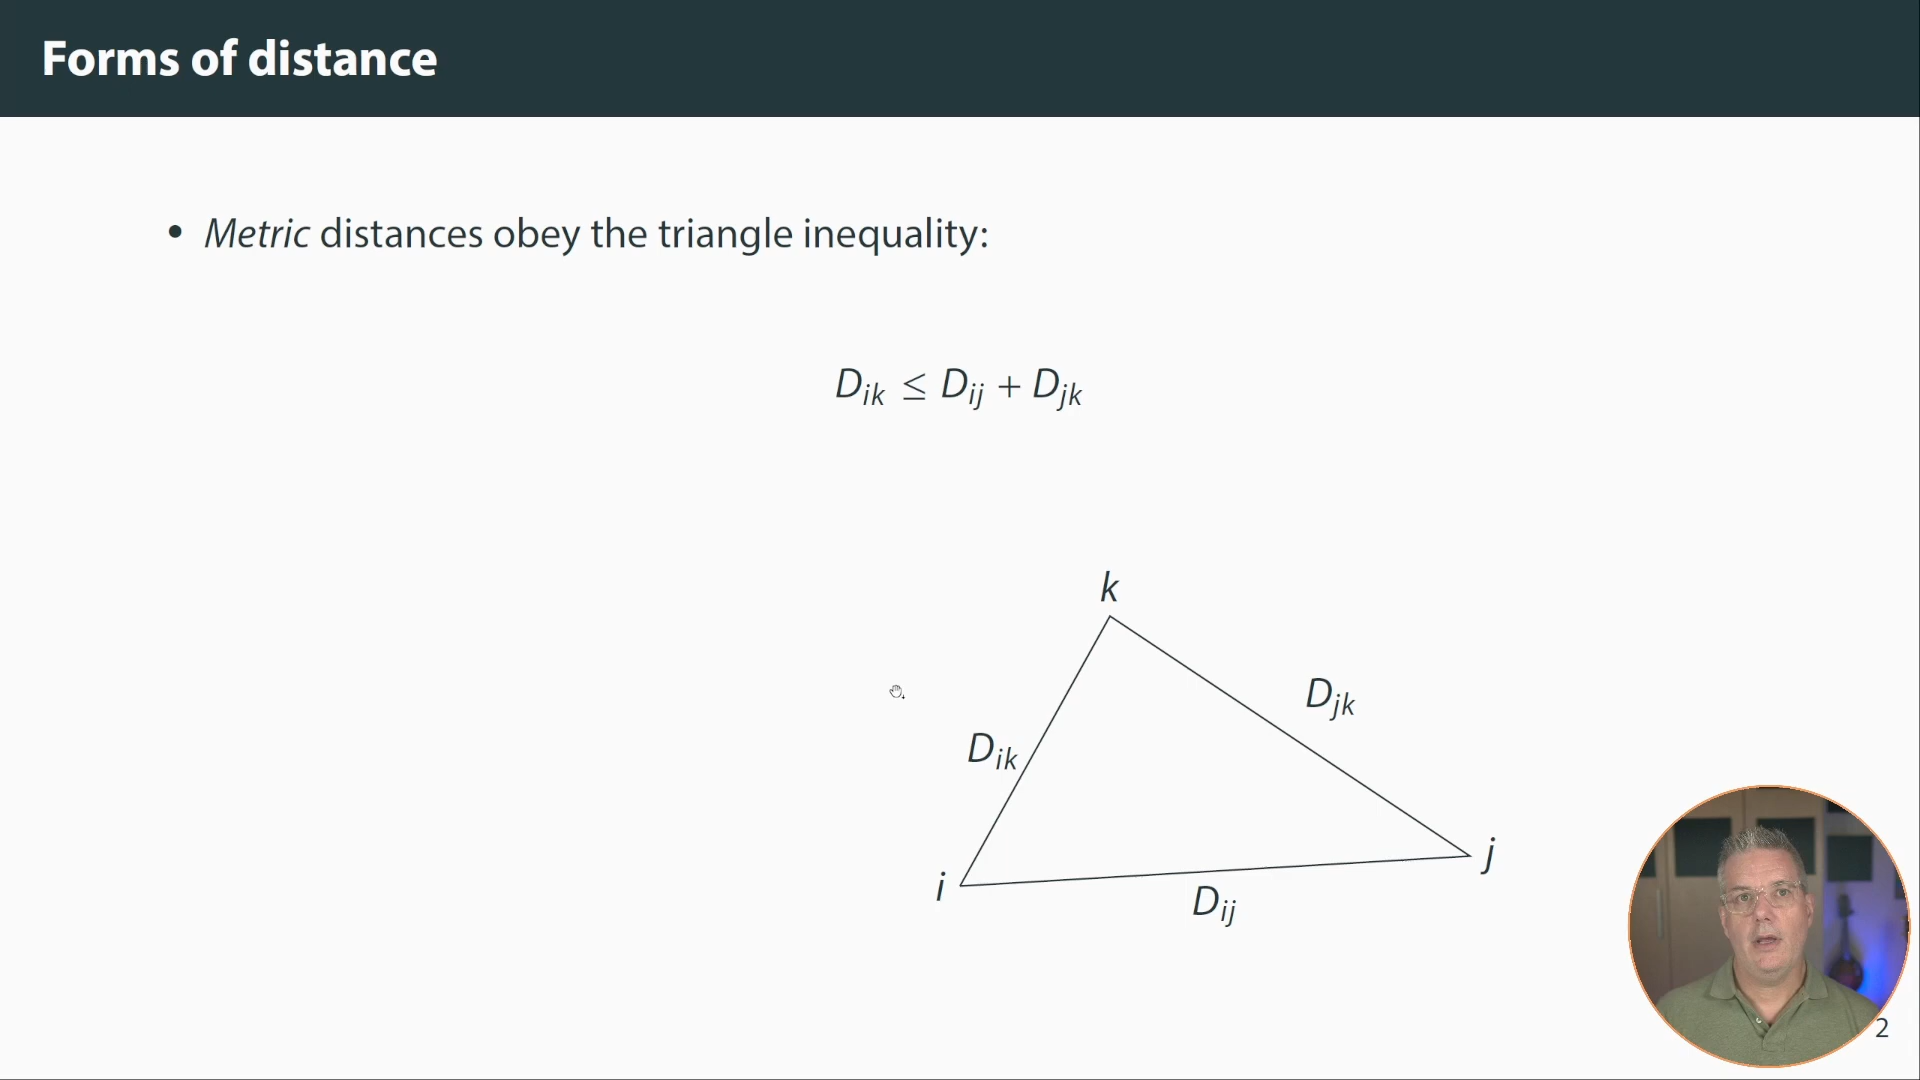 Forms of distance
• Metric distances obey the triangle inequality:
D_ik ≤ D_ij + D_jk
k
D_jk
D_ik
j
i
D_ij
2